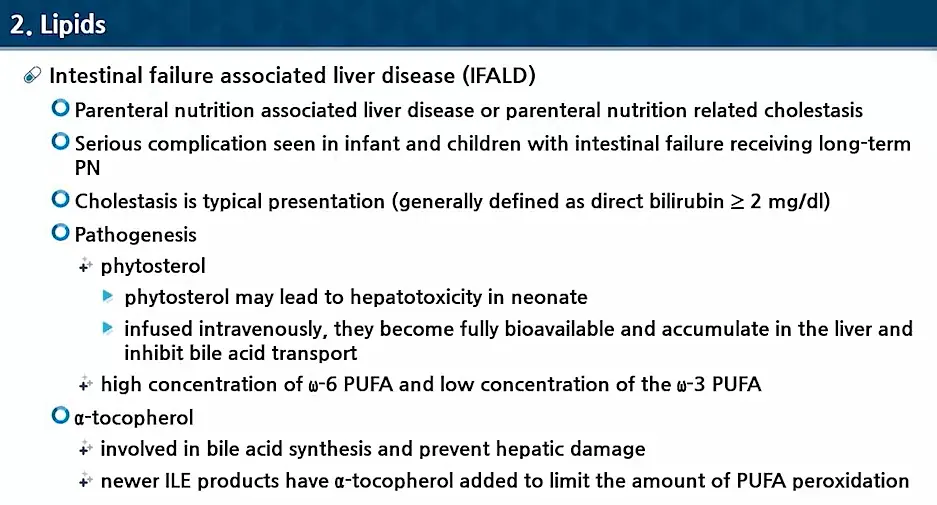 2. Lipids
Intestinal failure associated liver disease (IFALD)
Parenteral nutrition associated liver disease or parenteral nutrition related cholestasis
Serious complication seen in infant and children with intestinal failure receiving long-term
PN
Cholestasis is typical presentation (generally defined as direct bilirubin ≥ 2 mg/dl)
Pathogenesis
phytosterol
phytosterol may lead to hepatotoxicity in neonate
infused intravenously, they become fully bioavailable and accumulate in the liver and
inhibit bile acid transport
high concentration of ω-6 PUFA and low concentration of the ω-3 PUFA
α-tocopherol
involved in bile acid synthesis and prevent hepatic damage
newer ILE products have α-tocopherol added to limit the amount of PUFA peroxidation